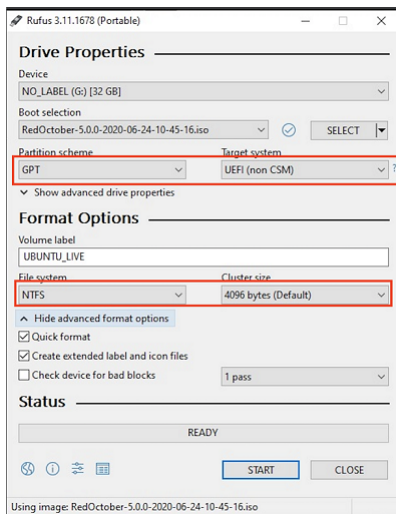 Rufus 3.11.1678 (Portable)
Drive Properties
Device
NO_LABEL (G:) [32 GB]
Boot selection
RedOctober-5.0.0-2020-06-24-10-45-16.iso
SELECT
Partition scheme
Target system
GPT
UEFI (non CSM)
?
Show advanced drive properties
Format Options
Volume label
UBUNTU_LIVE
File system
Cluster size
NTFS
4096 bytes (Default)
Hide advanced format options
Quick format
Create extended label and icon files
Check device for bad blocks
1 pass
Status
READY
START
CLOSE
Using image: RedOctober-5.0.0-2020-06-24-10-45-16.iso